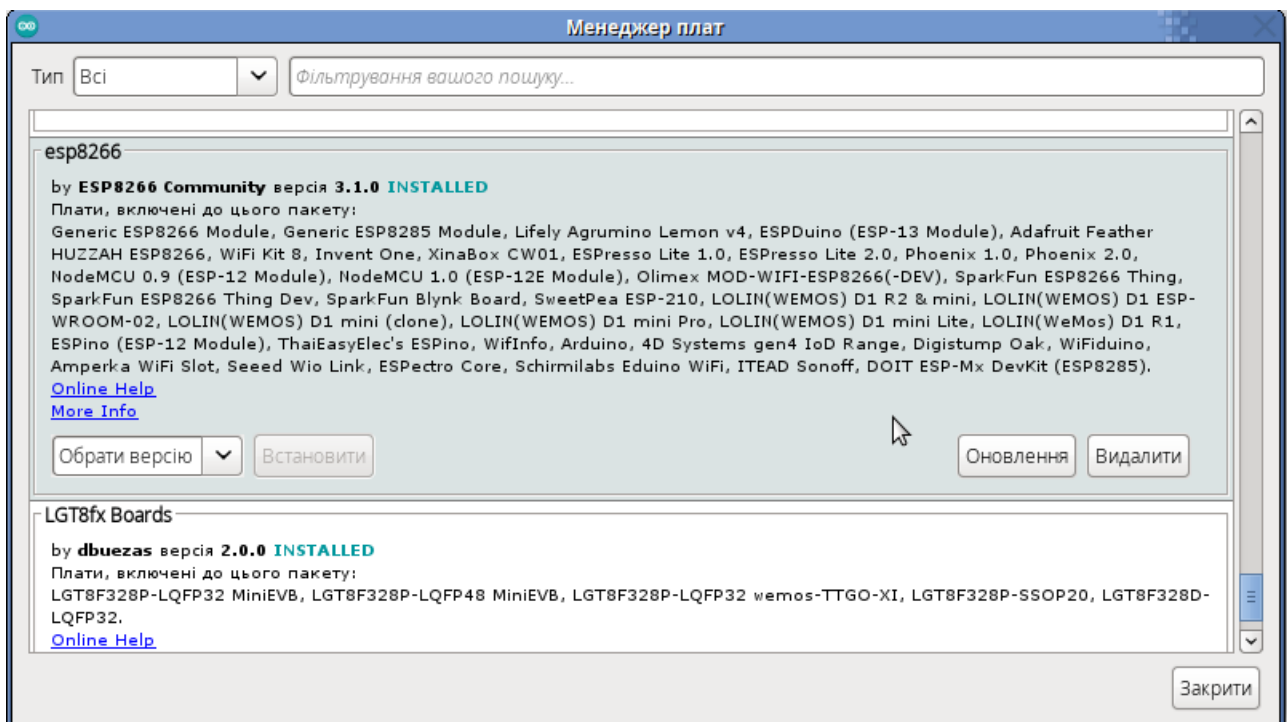 Менеджер плат
Тип Всі Фільтрування вашого пошуку...
esp8266
by ESP8266 Community версія 3.1.0 INSTALLED
Плати, включені до цього пакету:
Generic ESP8266 Module, Generic ESP8285 Module, Lifely Agrumino Lemon v4, ESPDuino (ESP-13 Module), Adafruit Feather
HUZZAH ESP8266, WiFi Kit 8, Invent One, XinaBox CW01, ESPresso Lite 1.0, ESPresso Lite 2.0, Phoenix 1.0, Phoenix 2.0,
NodeMCU 0.9 (ESP-12 Module), NodeMCU 1.0 (ESP-12E Module), Olimex MOD-WIFI-ESP8266(-DEV), SparkFun ESP8266 Thing,
SparkFun ESP8266 Thing Dev, SparkFun Blynk Board, SweetPea ESP-210, LOLIN(WEMOS) D1 R2 & mini, LOLIN(WEMOS) D1 ESP-
WROOM-02, LOLIN(WEMOS) D1 mini (clone), LOLIN(WEMOS) D1 mini Pro, LOLIN(WEMOS) D1 mini Lite, LOLIN(WeMos) D1 R1,
ESPino (ESP-12 Module), ThaiEasyElec's ESPino, WifInfo, Arduino, 4D Systems gen4 IoD Range, Digistump Oak, WiFiduino,
Amperka WiFi Slot, Seeed Wio Link, ESPectro Core, Schirmilabs Eduino WiFi, ITEAD Sonoff, DOIT ESP-Mx DevKit (ESP8285).
Online Help
More Info
Обрати версію Встановити Оновлення Видалити
LGT8fx Boards
by dbuezas версія 2.0.0 INSTALLED
Плати, включені до цього пакету:
LGT8F328P-LQFP32 MiniEVB, LGT8F328P-LQFP48 MiniEVB, LGT8F328P-LQFP32 wemos-TTGO-XI, LGT8F328P-SSOP20, LGT8F328D-
LQFP32.
Online Help
Закрити